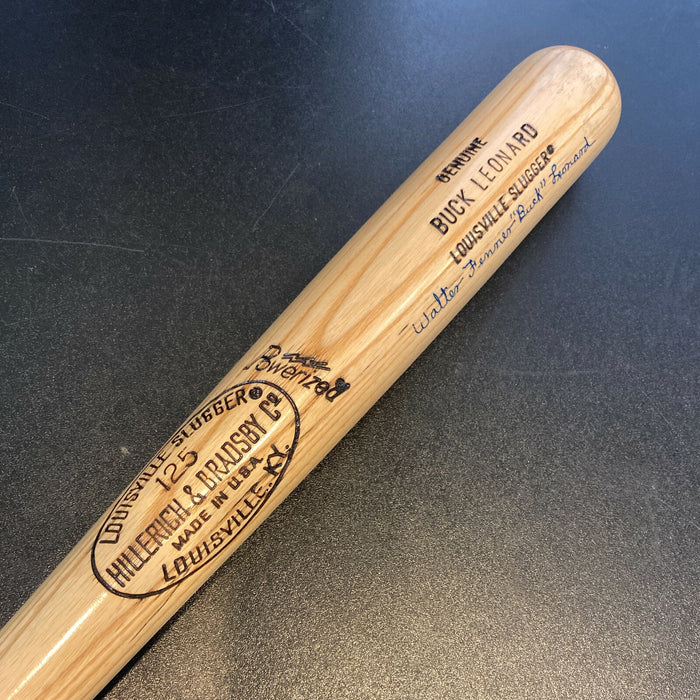 GENUINE
BUCK LEONARD
LOUISVILLE SLUGGER®
Walter Fenner "Buck" Leonard
Powerized
LOUISVILLE SLUGGER®
125
HILLERICH & BRADSBY Cº
MADE IN U.S.A.
LOUISVILLE, KY.